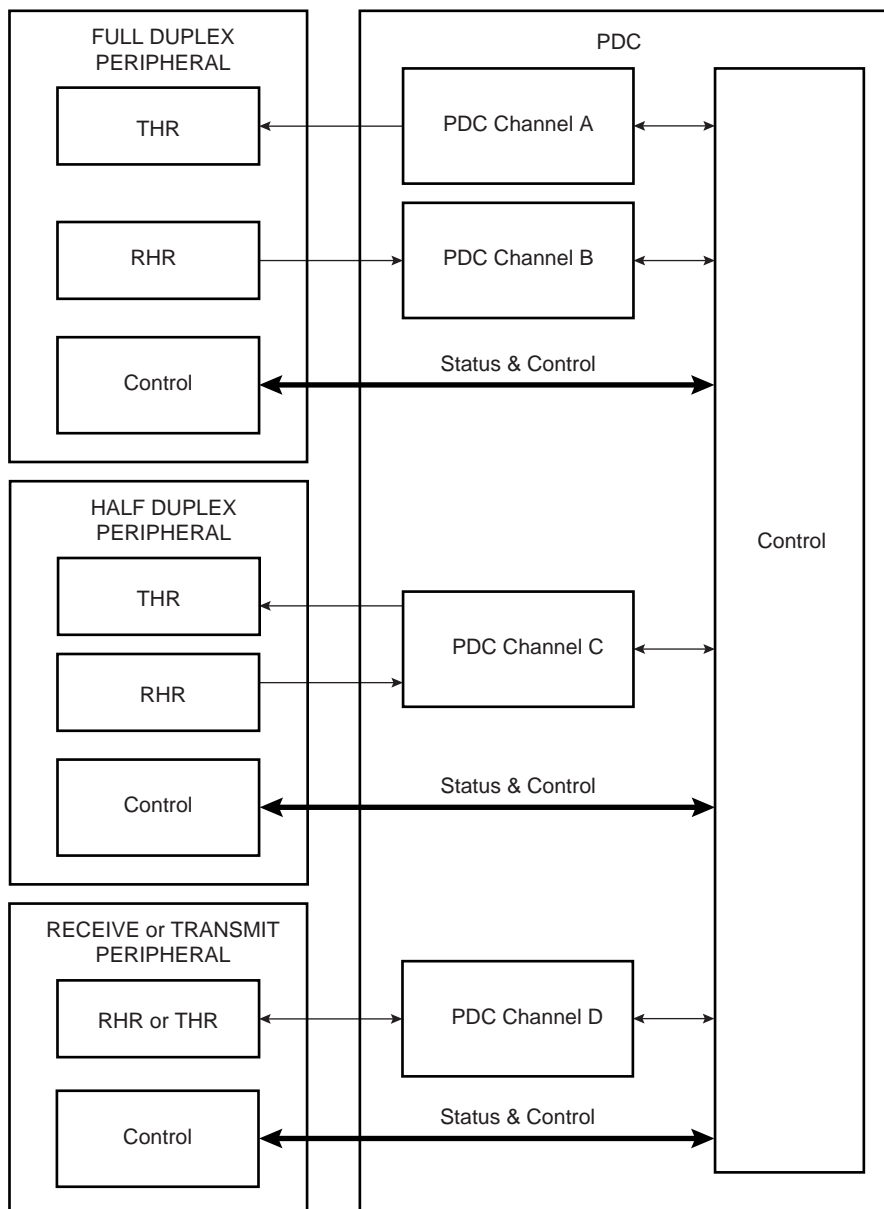 FULL DUPLEX
PERIPHERAL
THR
RHR
Control
PDC
PDC Channel A
PDC Channel B
Status & Control
HALF DUPLEX
PERIPHERAL
THR
RHR
Control
PDC Channel C
Status & Control
Control
RECEIVE or TRANSMIT
PERIPHERAL
RHR or THR
Control
PDC Channel D
Status & Control